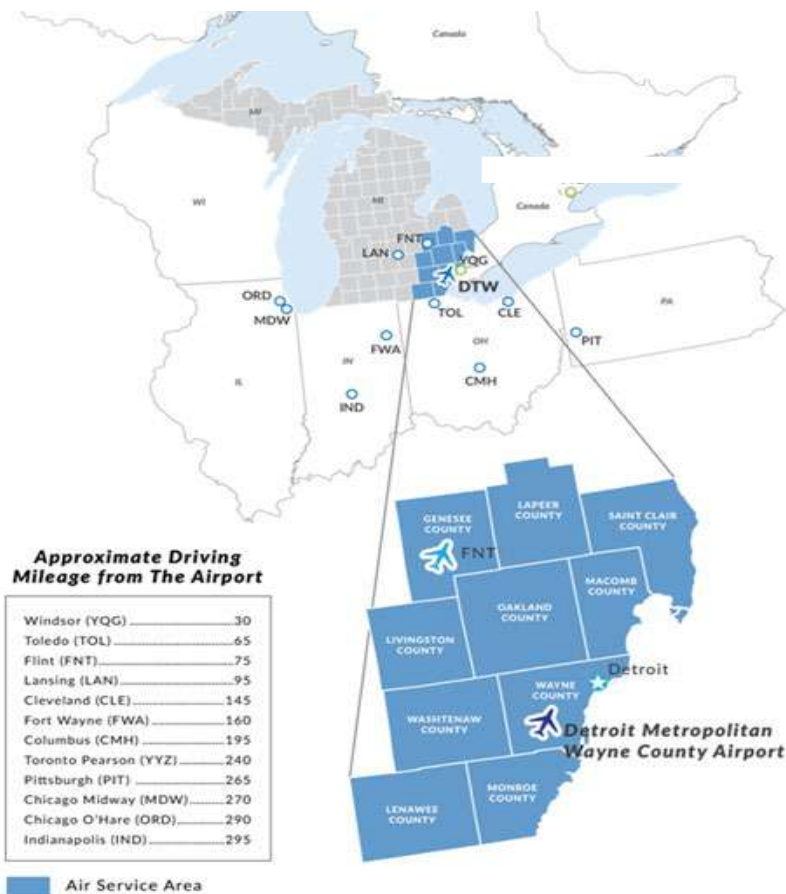 Canada
MI
WI
MI
Canada
FNT
LAN
YQG
DTW
ORD
MDW
TOL
CLE
PA
FWA
OH
PIT
IN
IL
CMH
IND
GENESEE
COUNTY
LAPEER
COUNTY
SAINT CLAIR
COUNTY
FNT
MACOMB
COUNTY
OAKLAND
COUNTY
LIVINGSTON
COUNTY
Detroit
WAYNE
COUNTY
WASHTENAW
COUNTY
Detroit Metropolitan
Wayne County Airport
MONROE
COUNTY
LENAWEE
COUNTY
Approximate Driving
Mileage from The Airport
Windsor (YQG) 30
Toledo (TOL) 65
Flint (FNT) 75
Lansing (LAN) 95
Cleveland (CLE) 145
Fort Wayne (FWA) 160
Columbus (CMH) 195
Toronto Pearson (YYZ) 240
Pittsburgh (PIT) 265
Chicago Midway (MDW) 270
Chicago O'Hare (ORD) 290
Indianapolis (IND) 295
Air Service Area